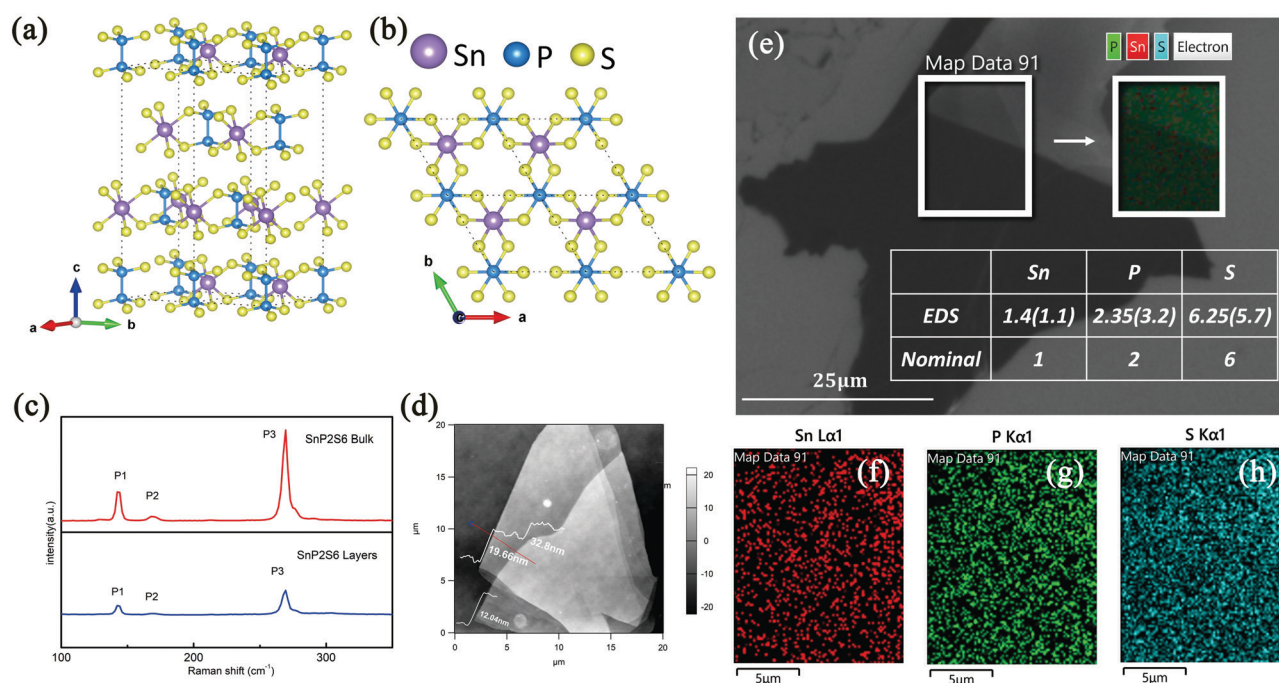 (a)
c
a
b
(b)
Sn
P
S
b
a
(c)
intensity(a.u.)
P1
P2
P3
SnP2S6 Bulk
P1
P2
P3
SnP2S6 Layers
100
200
300
Raman shift (cm⁻¹)
(d)
20
15
10
5
0
µm
32.8nm
19.66nm
12.04nm
0
5
10
15
20
µm
20
10
0
-10
-20
(e)
P Sn S Electron
Map Data 91
Sn P S
EDS 1.4(1.1) 2.35(3.2) 6.25(5.7)
Nominal 1 2 6
25µm
Sn Lα1
Map Data 91
(f)
5µm
P Kα1
Map Data 91
(g)
5µm
S Kα1
Map Data 91
(h)
5µm